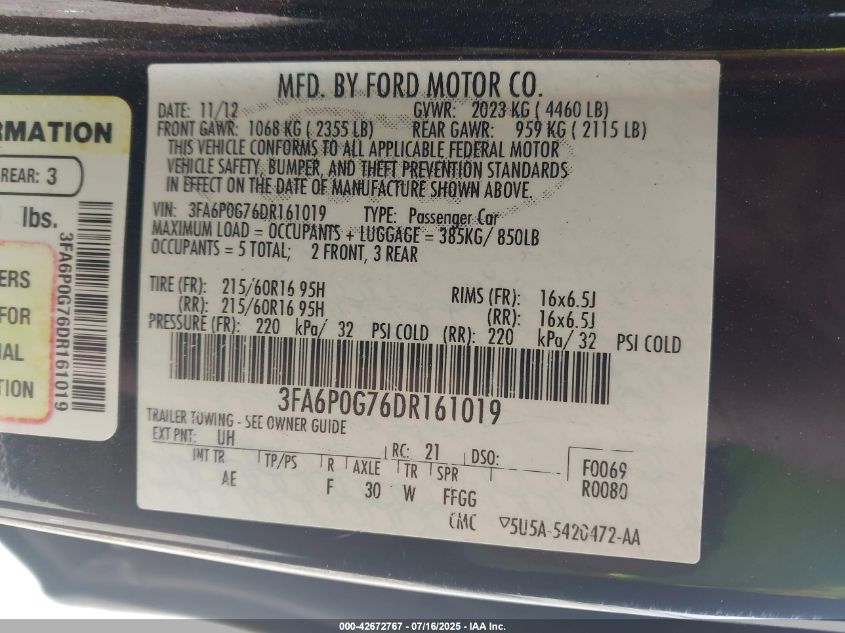 RMATION
REAR: 3
lbs.
ERS
FOR
AL
TION
3FA6P0G76DR161019
MFD. BY FORD MOTOR CO.
DATE: 11/12 GVWR: 2023 KG ( 4460 LB)
FRONT GAWR: 1068 KG ( 2355 LB) REAR GAWR: 959 KG ( 2115 LB)
THIS VEHICLE CONFORMS TO ALL APPLICABLE FEDERAL MOTOR
VEHICLE SAFETY, BUMPER, AND THEFT PREVENTION STANDARDS
IN EFFECT ON THE DATE OF MANUFACTURE SHOWN ABOVE.
VIN: 3FA6P0G76DR161019 TYPE: Passenger Car
MAXIMUM LOAD = OCCUPANTS + LUGGAGE = 385KG/ 850LB
OCCUPANTS = 5 TOTAL; 2 FRONT, 3 REAR
TIRE (FR): 215/60R16 95H RIMS (FR): 16x6.5J
(RR): 215/60R16 95H (RR): 16x6.5J
PRESSURE (FR): 220 kPa/ 32 PSI COLD (RR): 220 kPa/ 32 PSI COLD
3FA6P0G76DR161019
TRAILER TOWING - SEE OWNER GUIDE
EXT PNT: UH RC: 21 DSO: F0069
INT TR TP/PS R AXLE TR SPR R0080
AE F 30 W FFGG
CMC 5U5A-5420472-AA
000-42672767 - 07/16/2025 - IAA Inc.